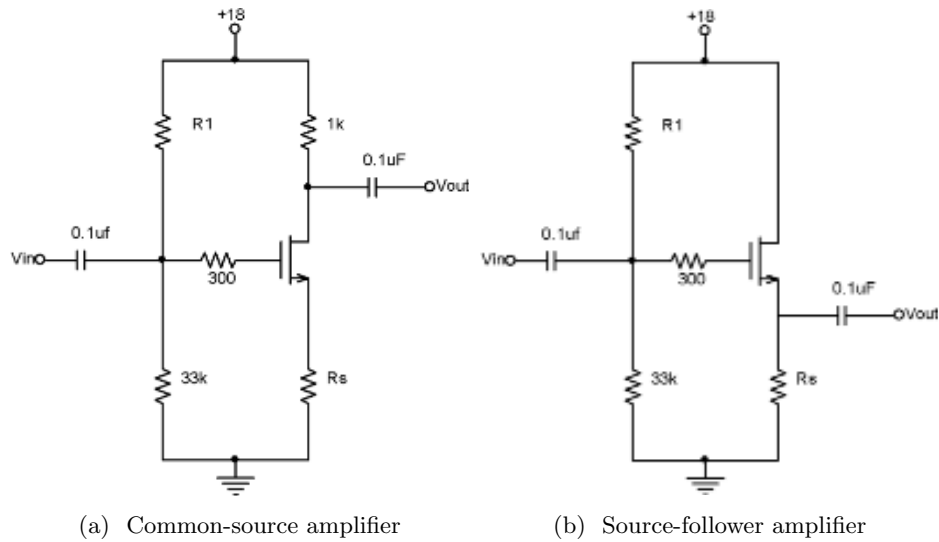 +18
R1
1k
0.1uF
Vout
0.1uf
Vin
300
33k
Rs
(a) Common-source amplifier
+18
R1
0.1uf
Vin
300
0.1uF
Vout
33k
Rs
(b) Source-follower amplifier